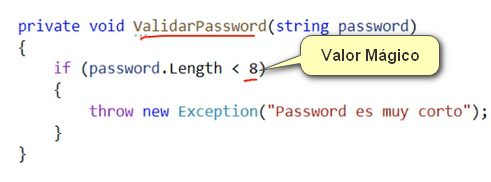 private void ValidarPassword(string password)
{
if (password.Length < 8)
Valor Mágico
{
throw new Exception("Password es muy corto");
}
}